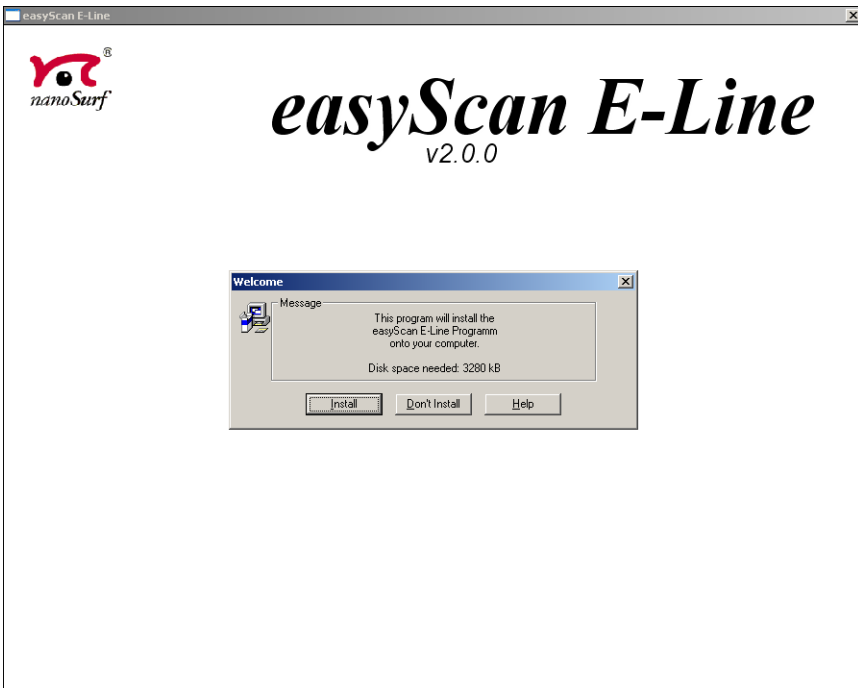 easyScan E-Line
®
nanoSurf
easyScan E-Line
v2.0.0
Welcome
Message
This program will install the
easyScan E-Line Programm
onto your computer.
Disk space needed: 3280 kB
Install
Don't Install
Help